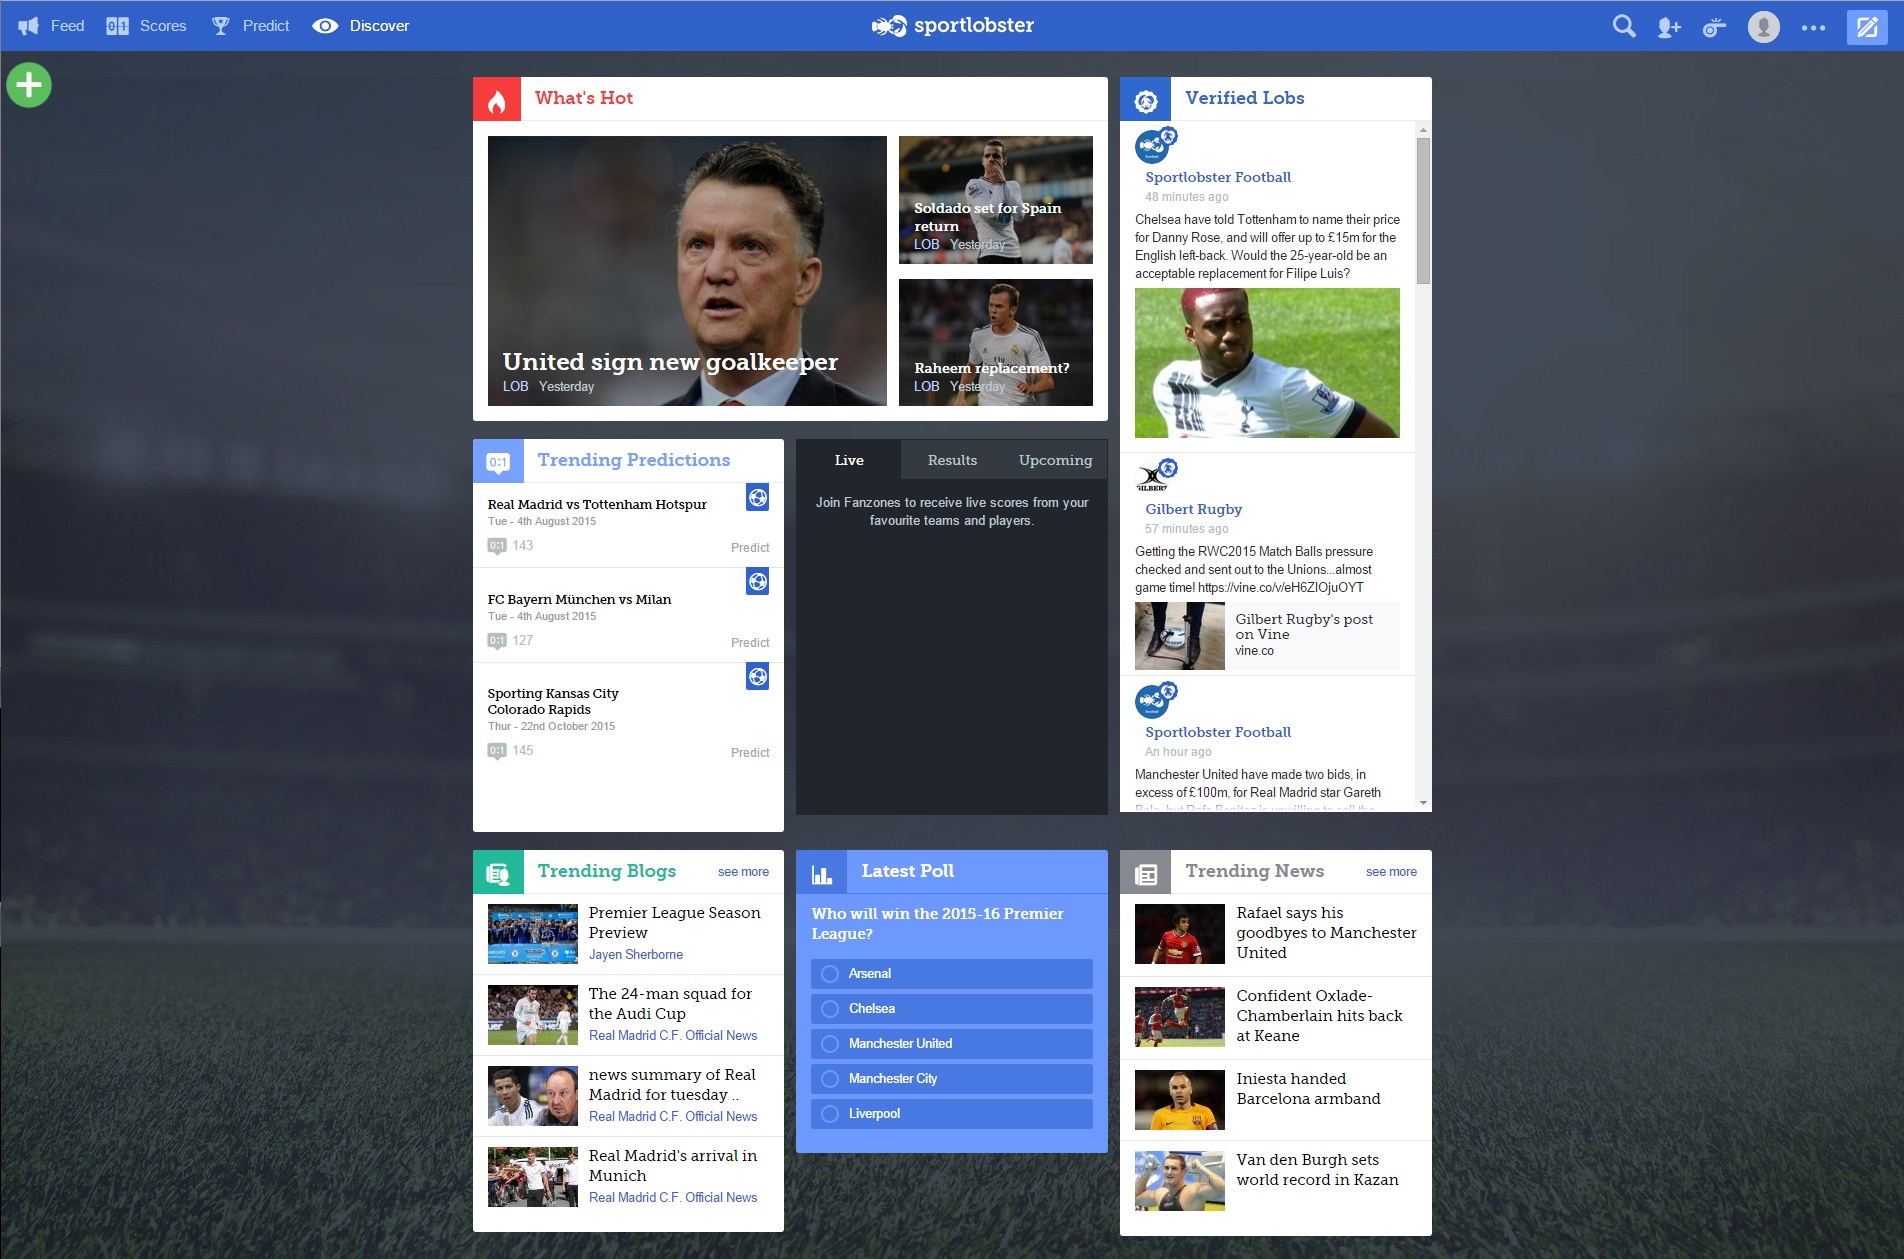 Feed
0-1 Scores
Predict
Discover
sportlobster
What's Hot
United sign new goalkeeper
LOB Yesterday
Soldado set for Spain
return
LOB Yesterday
Raheem replacement?
LOB Yesterday
Verified Lobs
Sportlobster Football
48 minutes ago
Chelsea have told Tottenham to name their price
for Danny Rose, and will offer up to £15m for the
English left-back. Would the 25-year-old be an
acceptable replacement for Filipe Luis?
GILBERT
Gilbert Rugby
57 minutes ago
Getting the RWC2015 Match Balls pressure
checked and sent out to the Unions...almost
game time! https://vine.co/v/eH6ZIOjuOYT
Gilbert Rugby's post
on Vine
vine.co
Sportlobster Football
An hour ago
Manchester United have made two bids, in
excess of £100m, for Real Madrid star Gareth
Bale, but Rafa Benitez is unwilling to sell the
0:1 Trending Predictions
Real Madrid vs Tottenham Hotspur
Tue - 4th August 2015
0:1 143 Predict
FC Bayern München vs Milan
Tue - 4th August 2015
0:1 127 Predict
Sporting Kansas City
Colorado Rapids
Thur - 22nd October 2015
0:1 145 Predict
Live Results Upcoming
Join Fanzones to receive live scores from your
favourite teams and players.
Trending Blogs see more
Premier League Season
Preview
Jayen Sherborne
The 24-man squad for
the Audi Cup
Real Madrid C.F. Official News
news summary of Real
Madrid for tuesday ..
Real Madrid C.F. Official News
Real Madrid's arrival in
Munich
Real Madrid C.F. Official News
Latest Poll
Who will win the 2015-16 Premier
League?
Arsenal
Chelsea
Manchester United
Manchester City
Liverpool
Trending News see more
Rafael says his
goodbyes to Manchester
United
Confident Oxlade-
Chamberlain hits back
at Keane
Iniesta handed
Barcelona armband
Van den Burgh sets
world record in Kazan